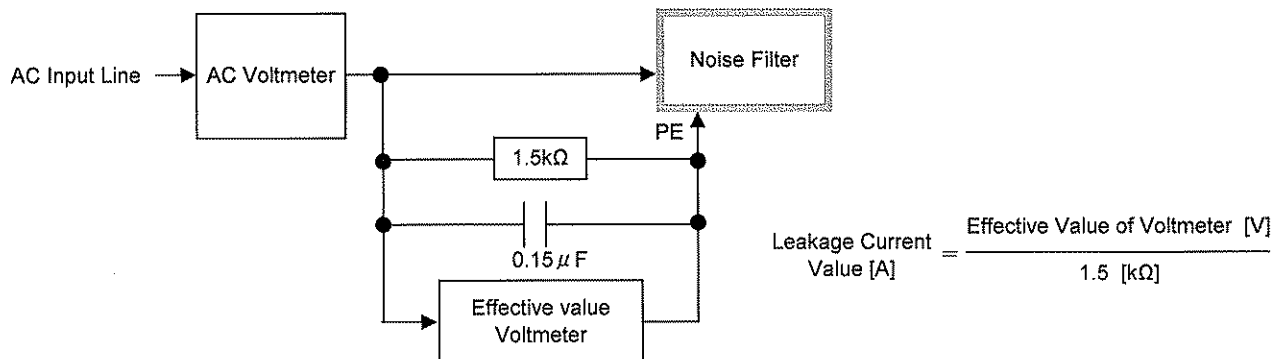 AC Input Line
AC Voltmeter
Noise Filter
PE
1.5kΩ
0.15μF
Effective value
Voltmeter
Leakage Current
Value [A]
=
Effective Value of Voltmeter [V]
1.5 [kΩ]